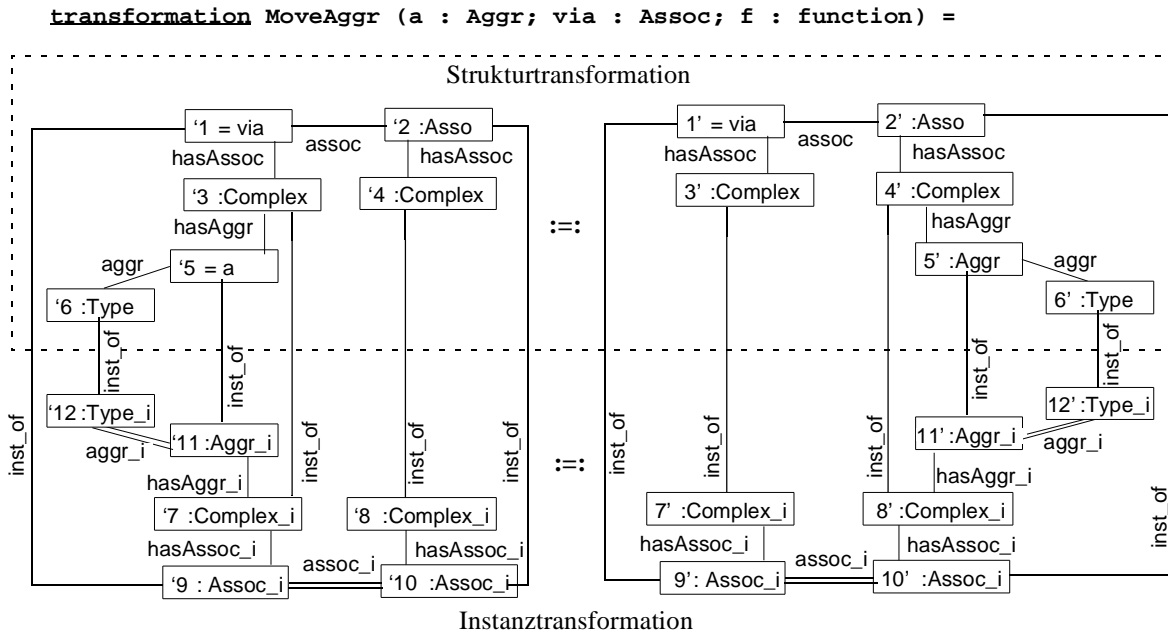 transformation MoveAggr (a : Aggr; via : Assoc; f : function) =
Strukturtransformation
‘1 = via
assoc
‘2 :Asso
hasAssoc
hasAssoc
‘3 :Complex
‘4 :Complex
hasAggr
aggr
‘5 = a
‘6 :Type
inst_of
inst_of
‘12 :Type_i
‘11 :Aggr_i
aggr_i
hasAggr_i
inst_of
inst_of
inst_of
inst_of
‘7 :Complex_i
‘8 :Complex_i
hasAssoc_i
assoc_i
hasAssoc_i
‘9 : Assoc_i
‘10 :Assoc_i
:=:
:=:
1’ = via
assoc
2’ :Asso
hasAssoc
hasAssoc
3’ :Complex
4’ :Complex
hasAggr
5’ :Aggr
aggr
6’ :Type
inst_of
inst_of
12’ :Type_i
11’ :Aggr_i
aggr_i
hasAggr_i
inst_of
inst_of
inst_of
inst_of
7’ :Complex_i
8’ :Complex_i
hasAssoc_i
assoc_i
hasAssoc_i
9’: Assoc_i
10’ :Assoc_i
Instanztransformation